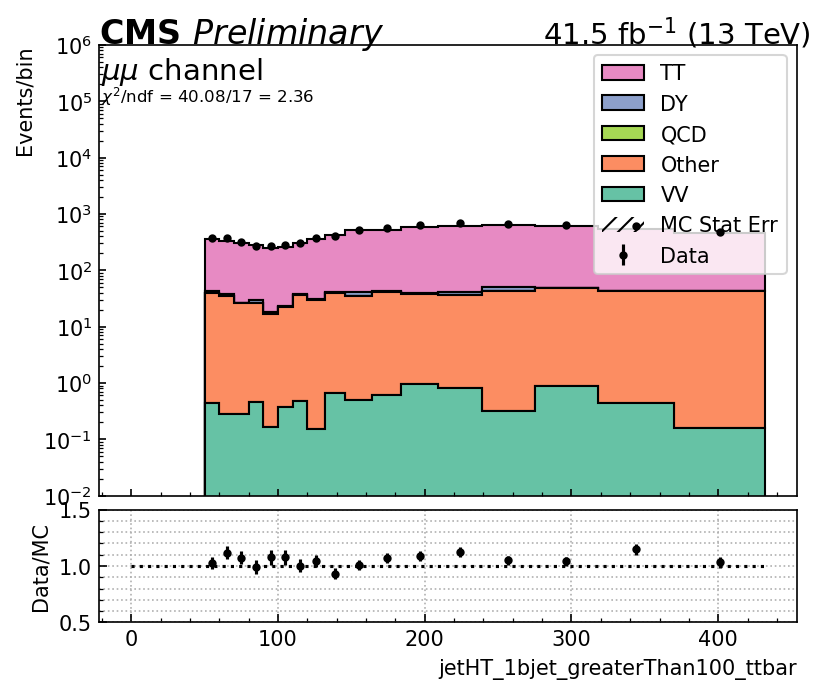 CMS Preliminary 41.5 fb⁻¹ (13 TeV)
μμ channel
χ²/ndf = 40.08/17 = 2.36
Events/bin
10⁶
10⁵
10⁴
10³
10²
10¹
10⁰
10⁻¹
10⁻²
TT
DY
QCD
Other
VV
MC Stat Err
Data
Data/MC
1.5
1.0
0.5
0 100 200 300 400
jetHT_1bjet_greaterThan100_ttbar